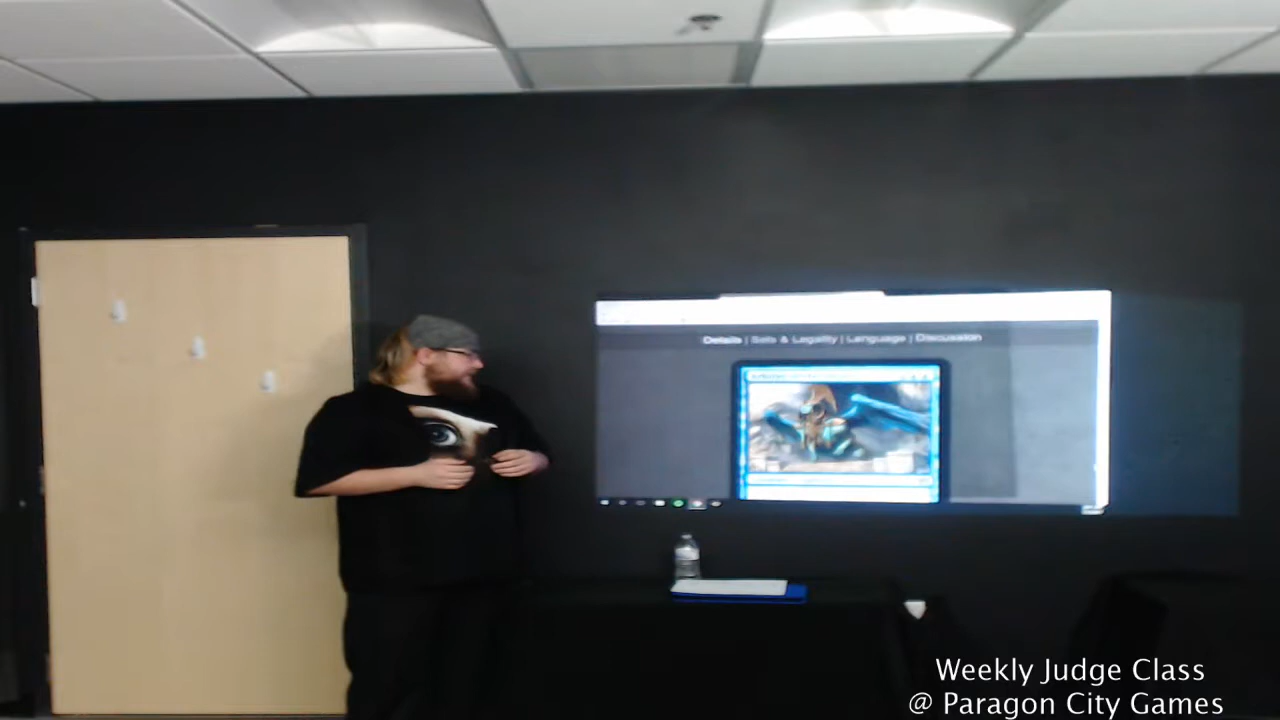 Details | Sets & Legality | Language | Discussion
Weekly Judge Class
@ Paragon City Games